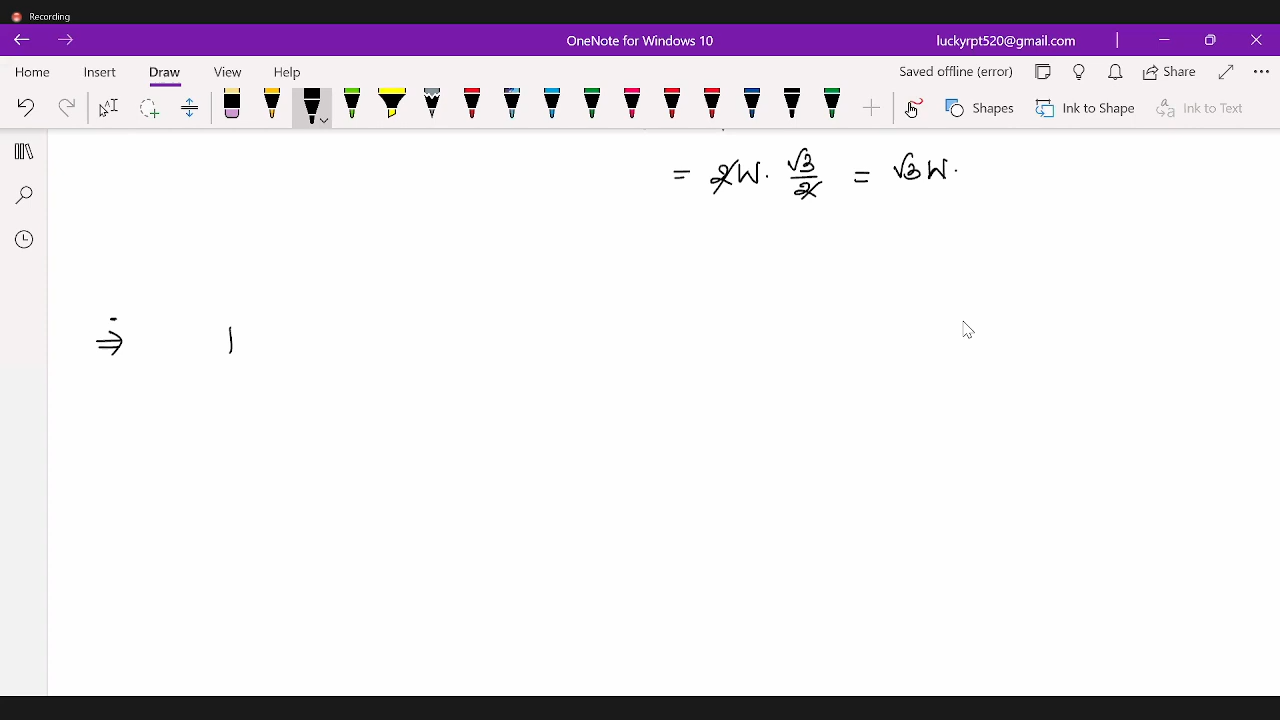 Recording
OneNote for Windows 10 luckyrpt520@gmail.com
Home Insert Draw View Help Saved offline (error) Share
Shapes Ink to Shape Ink to Text
= 2W · √3/2 = √3 W ·
⇒ |